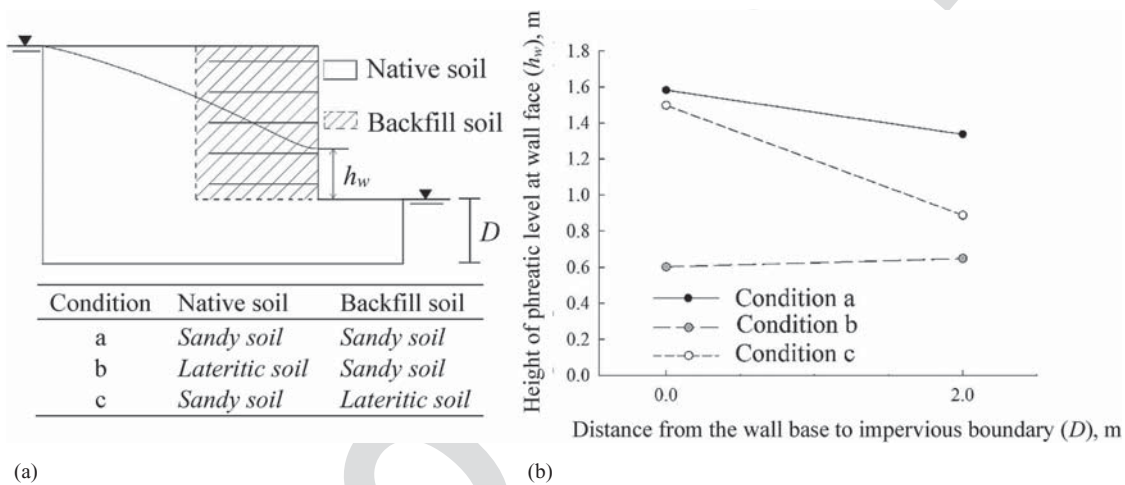 Native soil
Backfill soil
h_w
D
Condition Native soil Backfill soil
a Sandy soil Sandy soil
b Lateritic soil Sandy soil
c Sandy soil Lateritic soil
(a)
Height of phreatic level at wall face (h_w), m
1.8
1.6
1.4
1.2
1.0
0.8
0.6
0.4
0.2
0.0
Condition a
Condition b
Condition c
0.0 2.0
Distance from the wall base to impervious boundary (D), m
(b)